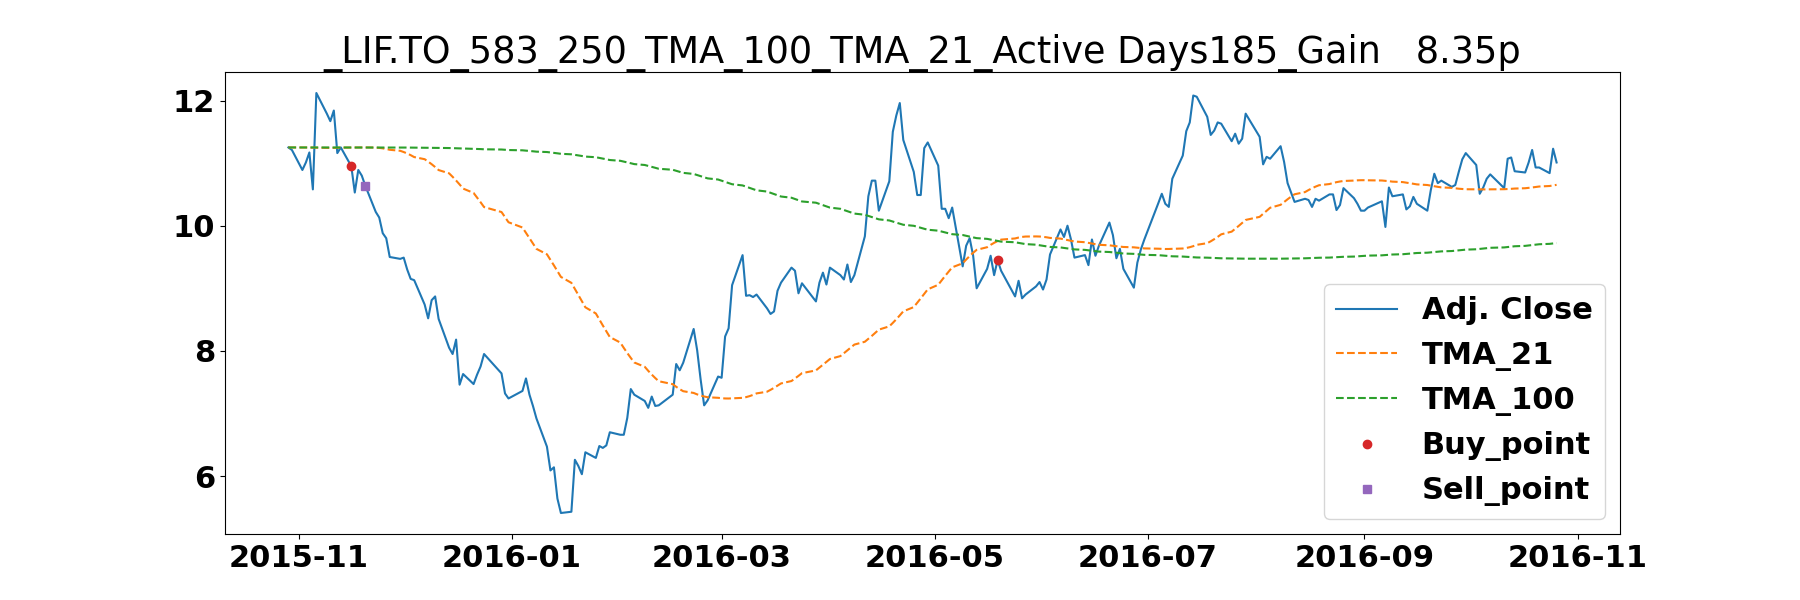 _LIF.TO_583_250_TMA_100_TMA_21_Active Days185_Gain   8.35p
12
10
8
6
2015-11 2016-01 2016-03 2016-05 2016-07 2016-09 2016-11
Adj. Close
TMA_21
TMA_100
Buy_point
Sell_point